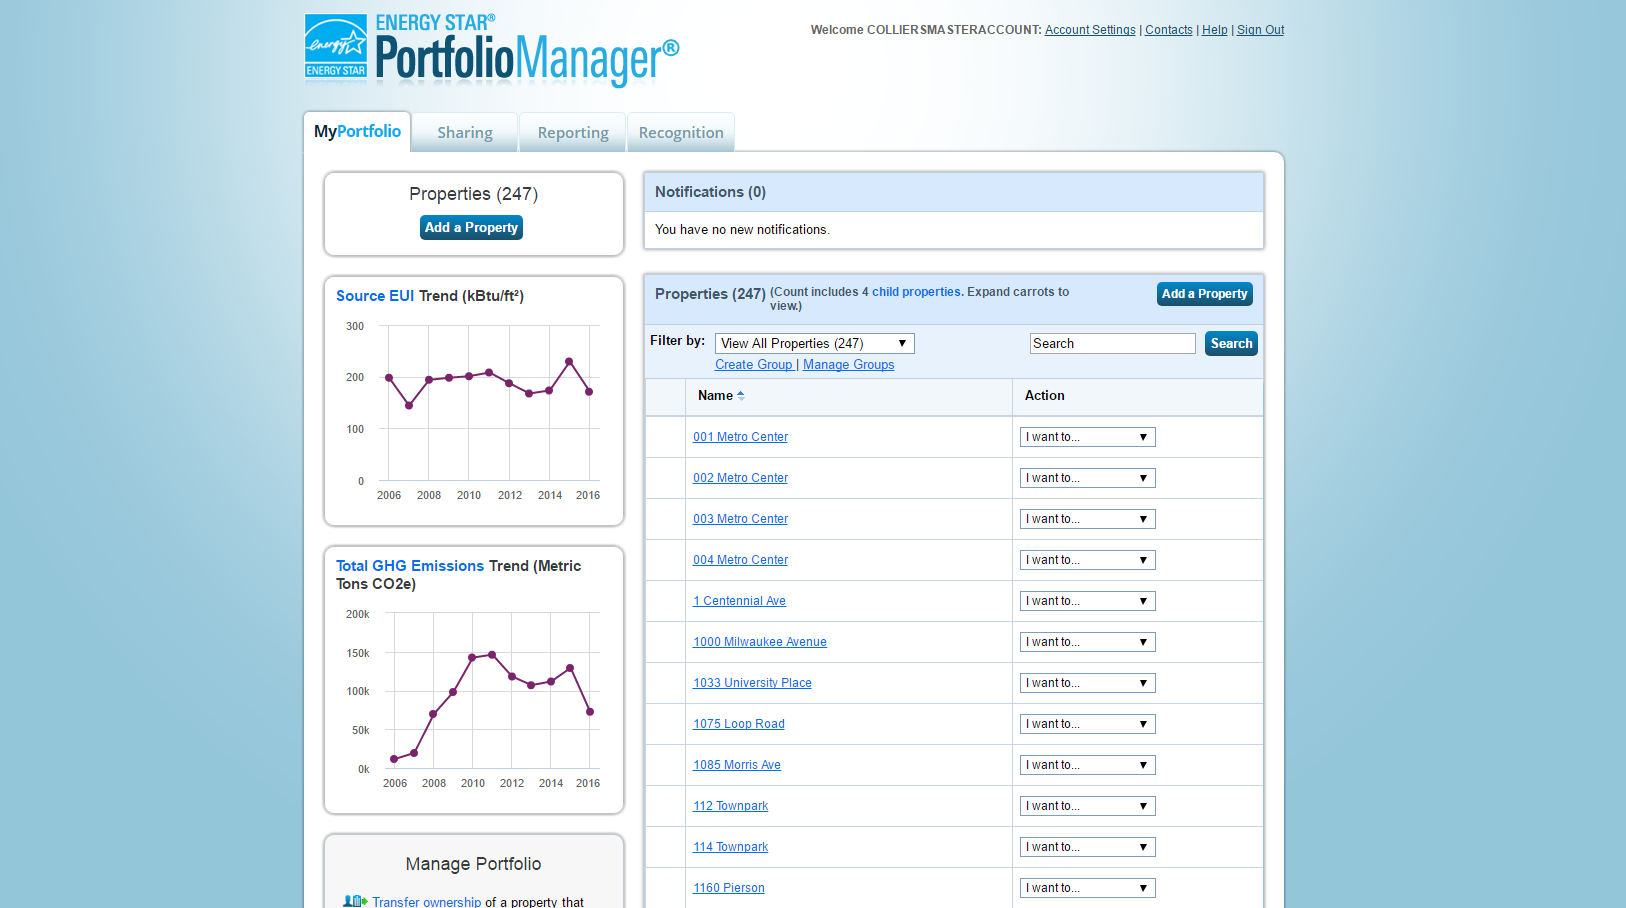 ENERGY STAR®
PortfolioManager®
energy
ENERGY STAR
Welcome COLLIERSMASTERACCOUNT: Account Settings | Contacts | Help | Sign Out
MyPortfolio
Sharing
Reporting
Recognition
Properties (247)
Add a Property
Source EUI Trend (kBtu/ft²)
300
200
100
0
2006 2008 2010 2012 2014 2016
Total GHG Emissions Trend (Metric
Tons CO2e)
200k
150k
100k
50k
0k
2006 2008 2010 2012 2014 2016
Manage Portfolio
Transfer ownership of a property that
Notifications (0)
You have no new notifications.
Properties (247) (Count includes 4 child properties. Expand carrots to
view.)
Add a Property
Filter by: View All Properties (247) Search Search
Create Group | Manage Groups
Name Action
001 Metro Center I want to...
002 Metro Center I want to...
003 Metro Center I want to...
004 Metro Center I want to...
1 Centennial Ave I want to...
1000 Milwaukee Avenue I want to...
1033 University Place I want to...
1075 Loop Road I want to...
1085 Morris Ave I want to...
112 Townpark I want to...
114 Townpark I want to...
1160 Pierson I want to...